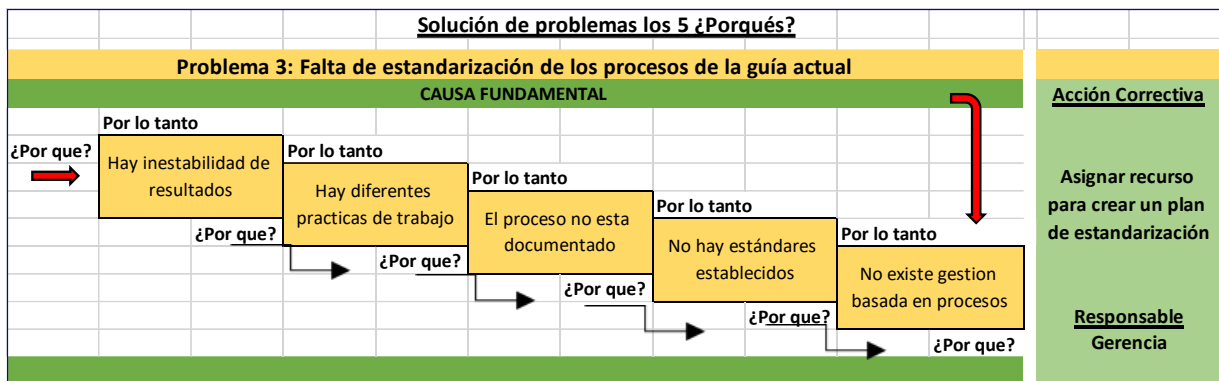 Solución de problemas los 5 ¿Porqués?
Problema 3: Falta de estandarización de los procesos de la guía actual
CAUSA FUNDAMENTAL
¿Por que?
Por lo tanto
Hay inestabilidad de
resultados
¿Por que?
Por lo tanto
Hay diferentes
practicas de trabajo
¿Por que?
Por lo tanto
El proceso no esta
documentado
¿Por que?
Por lo tanto
No hay estándares
establecidos
¿Por que?
Por lo tanto
No existe gestion
basada en procesos
¿Por que?
Acción Correctiva
Asignar recurso
para crear un plan
de estandarización
Responsable
Gerencia